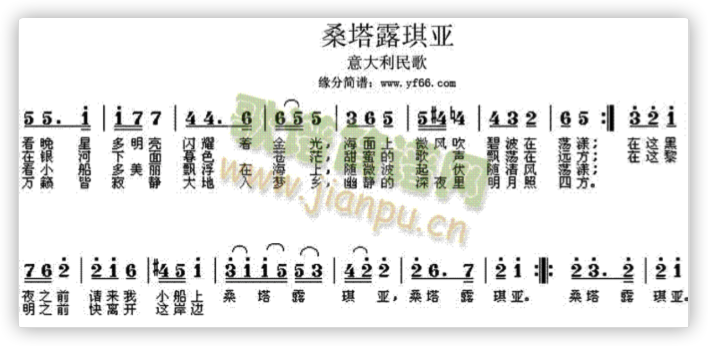 桑塔露琪亚
意大利民歌
缘分简谱：www.yf66.com
5 5. i | i 7 7 | 4 4. 6 | 6 5 5 | 3 6 5 | 5 #4 ♮4 | 4 3 2 | 6 5 :‖ 3 2 i
看晚 星 多明亮 闪耀 着 金 光，海面上 微风吹 碧波在 荡漾；在这黑
在银 河 下面 暮色 苍 茫，甜蜜的 歌声 飘荡在 远方；在这黎
看小 船 多美丽 飘浮 在 海 上，随微波 起伏 随清风 荡漾；
万籁 皆 寂静 大地 入 梦 乡，幽静的 深夜里 明月照 四方。
歌谱简谱网
www.jianpu.cn
7 6 2 | 2 i 6 | #4 5 i | 3 i i 5 5 3 | 4 2 2 | 2 6. 7 | 2 i :‖: 2 3. 2 | 2 i ‖
夜之前 请来我 小船上 桑 塔 露 琪 亚，桑塔露 琪亚。桑塔露 琪亚。
明之前 快离开 这岸边